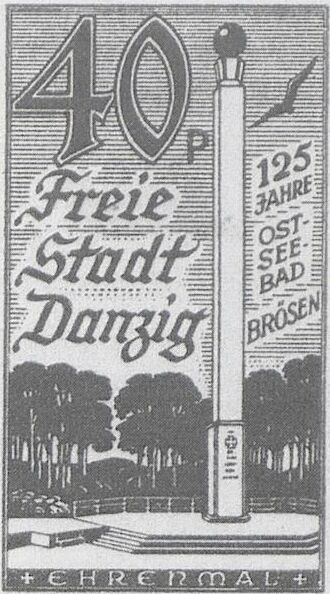 40 P
Freie
Stadt
Danzig
125
JAHRE
OST-
SEE-
BAD
BRÖSEN
+ EHRENMAL +